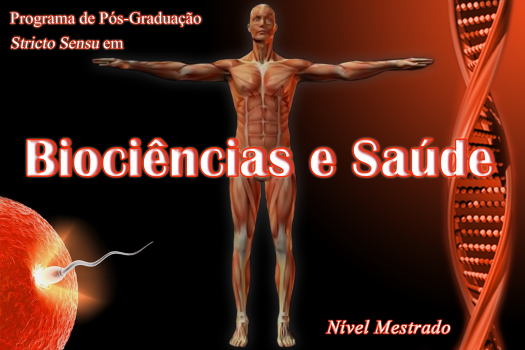 Programa de Pós-Graduação
Stricto Sensu em
Biociências e Saúde
Nível Mestrado